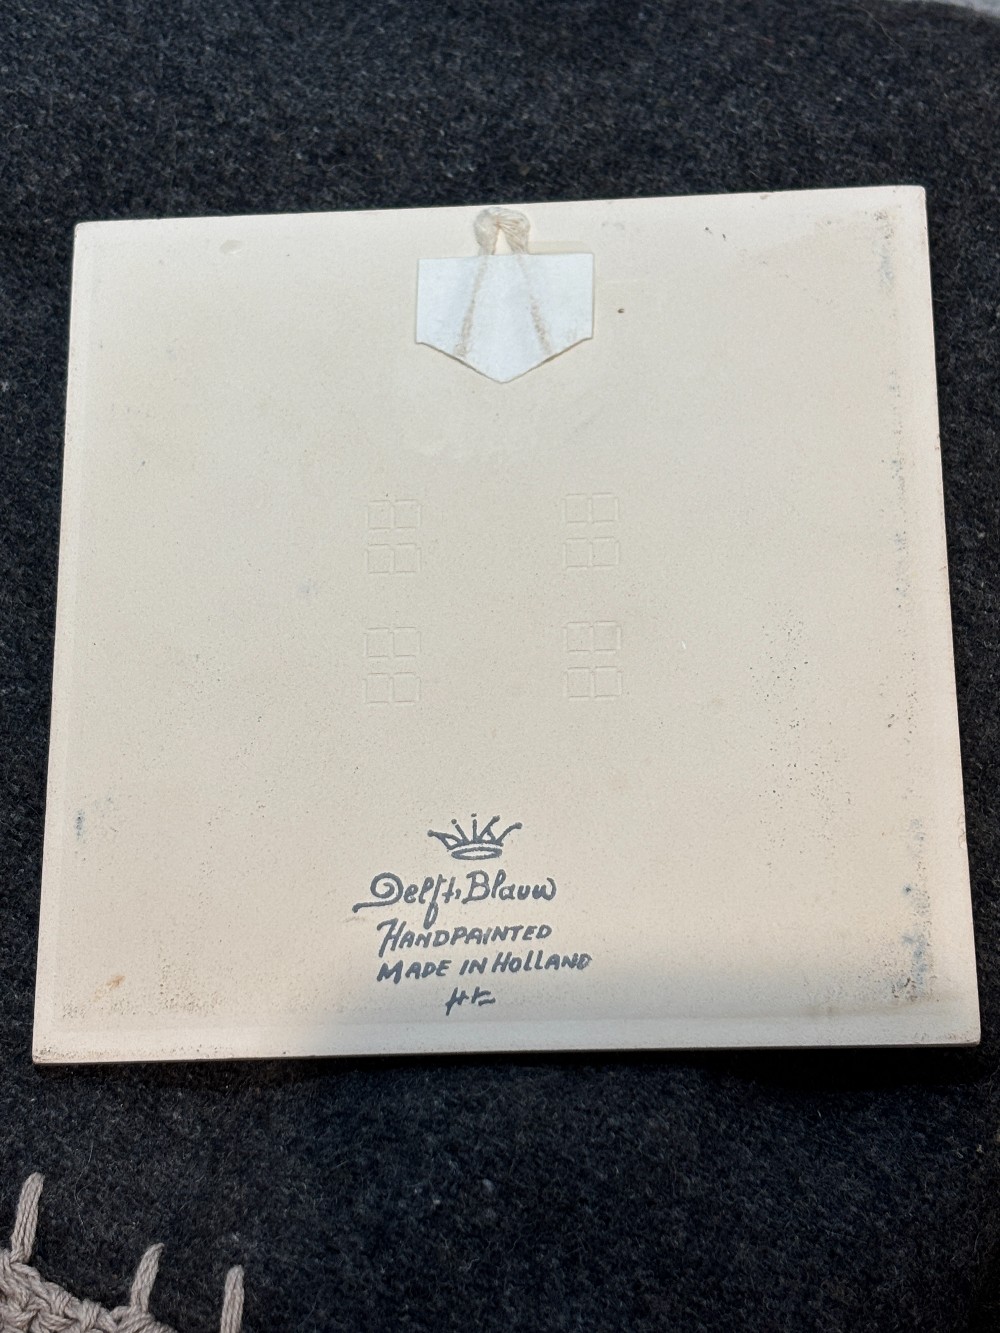 Delft, Blauw
HANDPAINTED
MADE IN HOLLAND